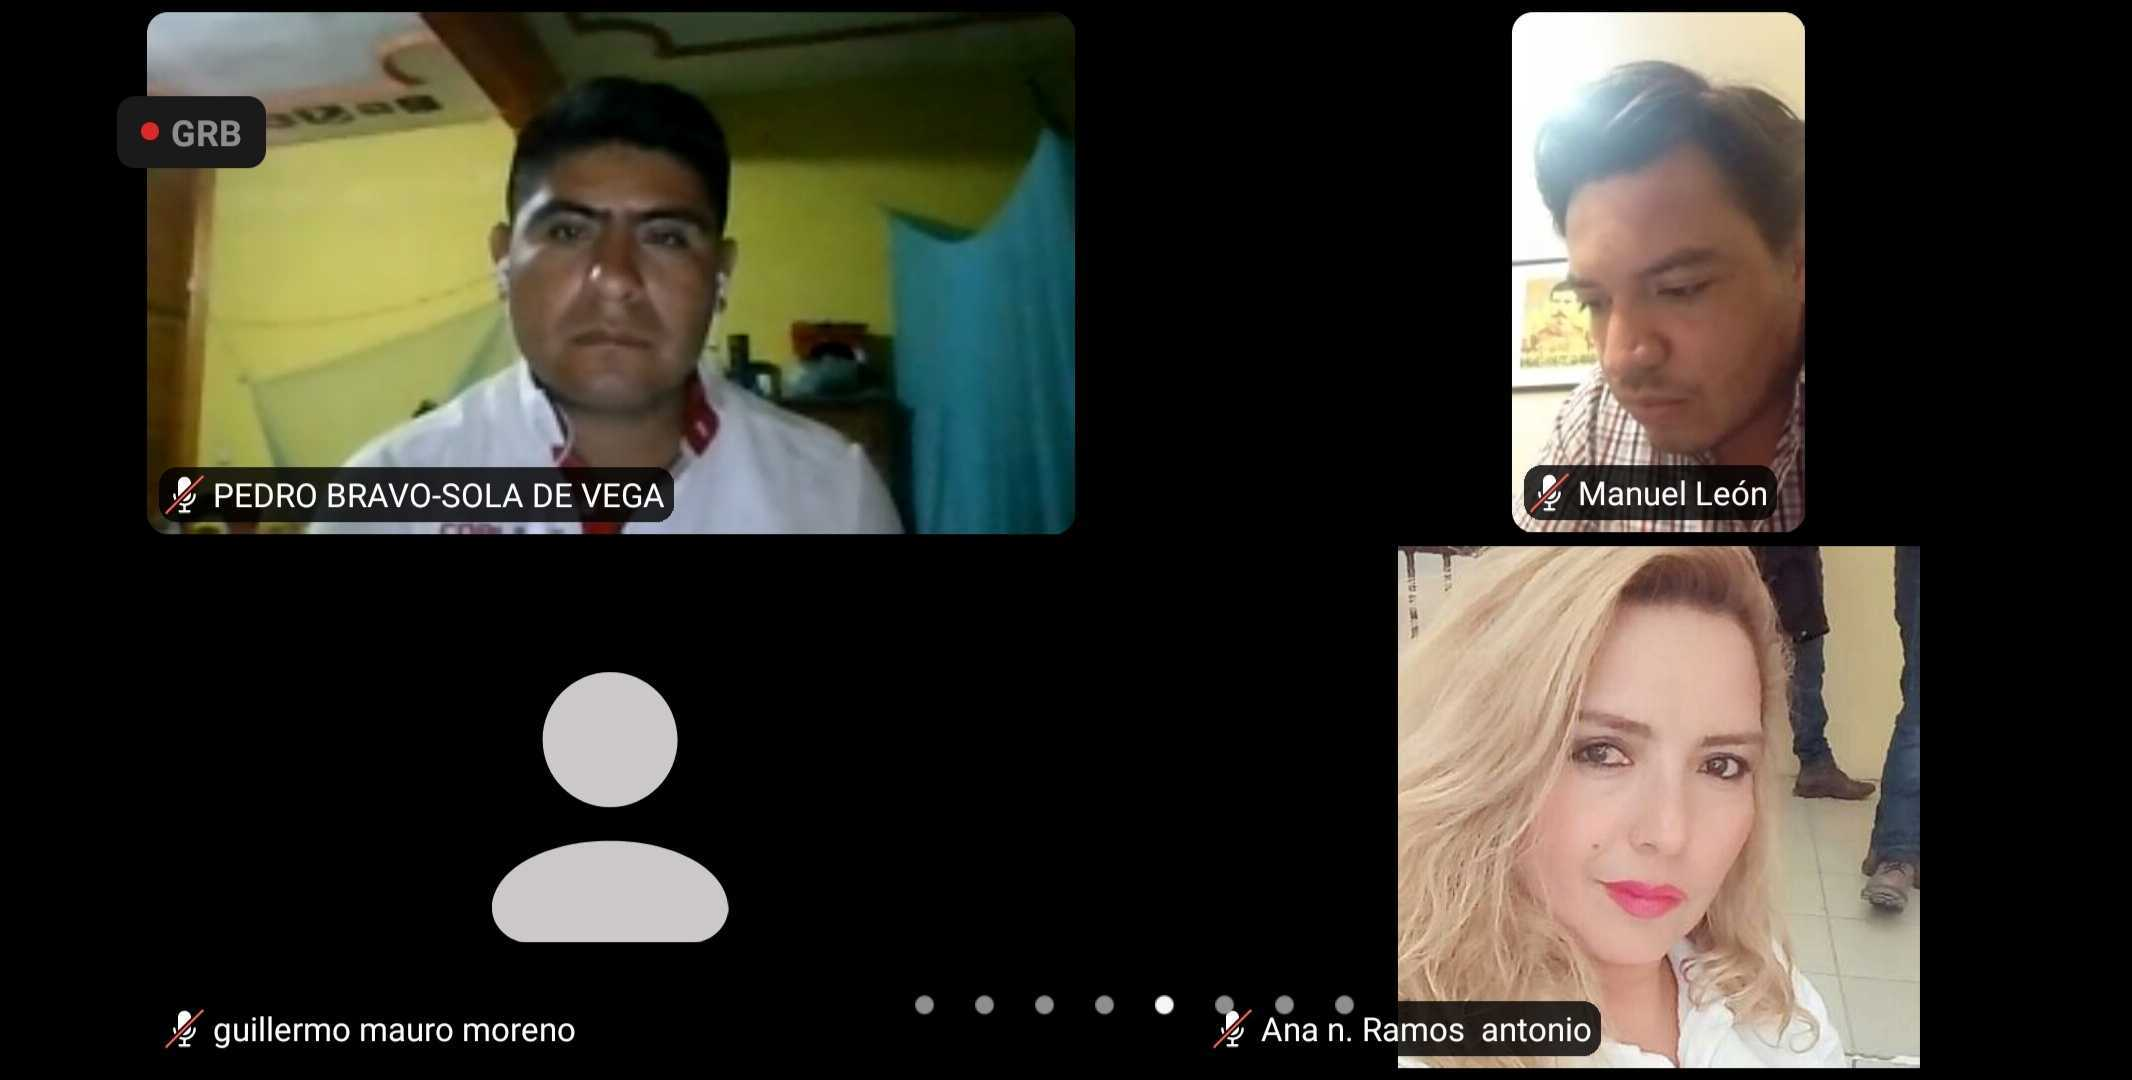 GRB
PEDRO BRAVO-SOLA DE VEGA
Manuel León
guillermo mauro moreno
Ana n. Ramos  antonio